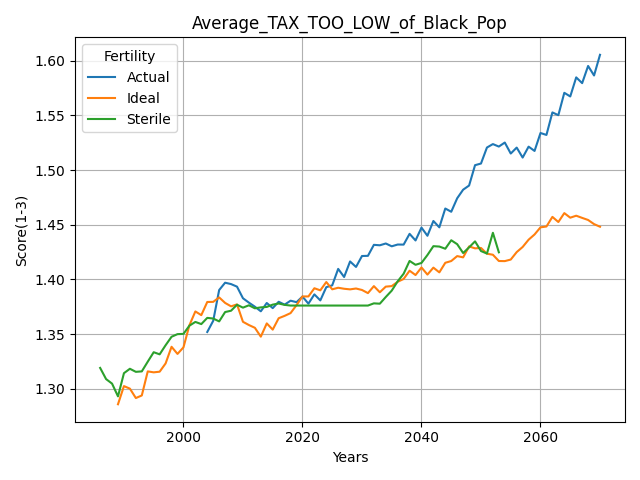 Average_TAX_TOO_LOW_of_Black_Pop
Fertility
Actual
Ideal
Sterile
1.60
1.55
1.50
1.45
1.40
1.35
1.30
Score(1-3)
2000 2020 2040 2060
Years